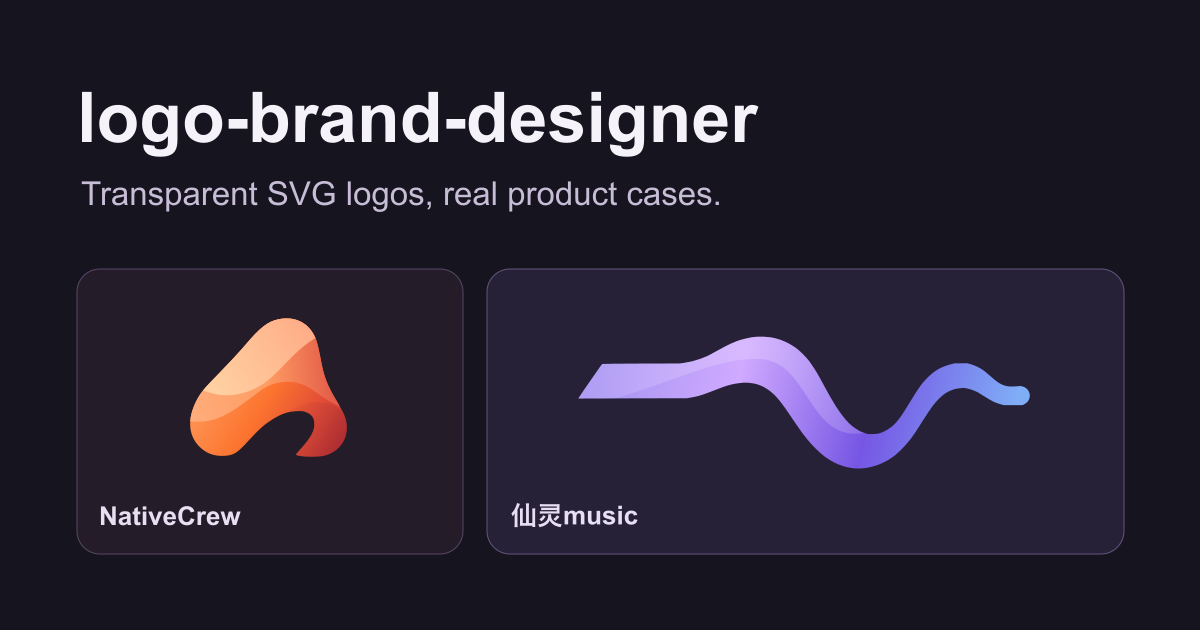 logo-brand-designer
Transparent SVG logos, real product cases.
NativeCrew
仙灵music